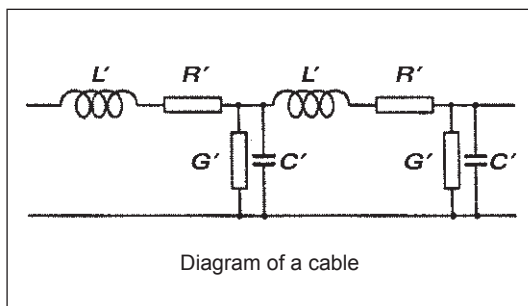 L′ R′ L′ R′
G′ C′ G′ C′
Diagram of a cable